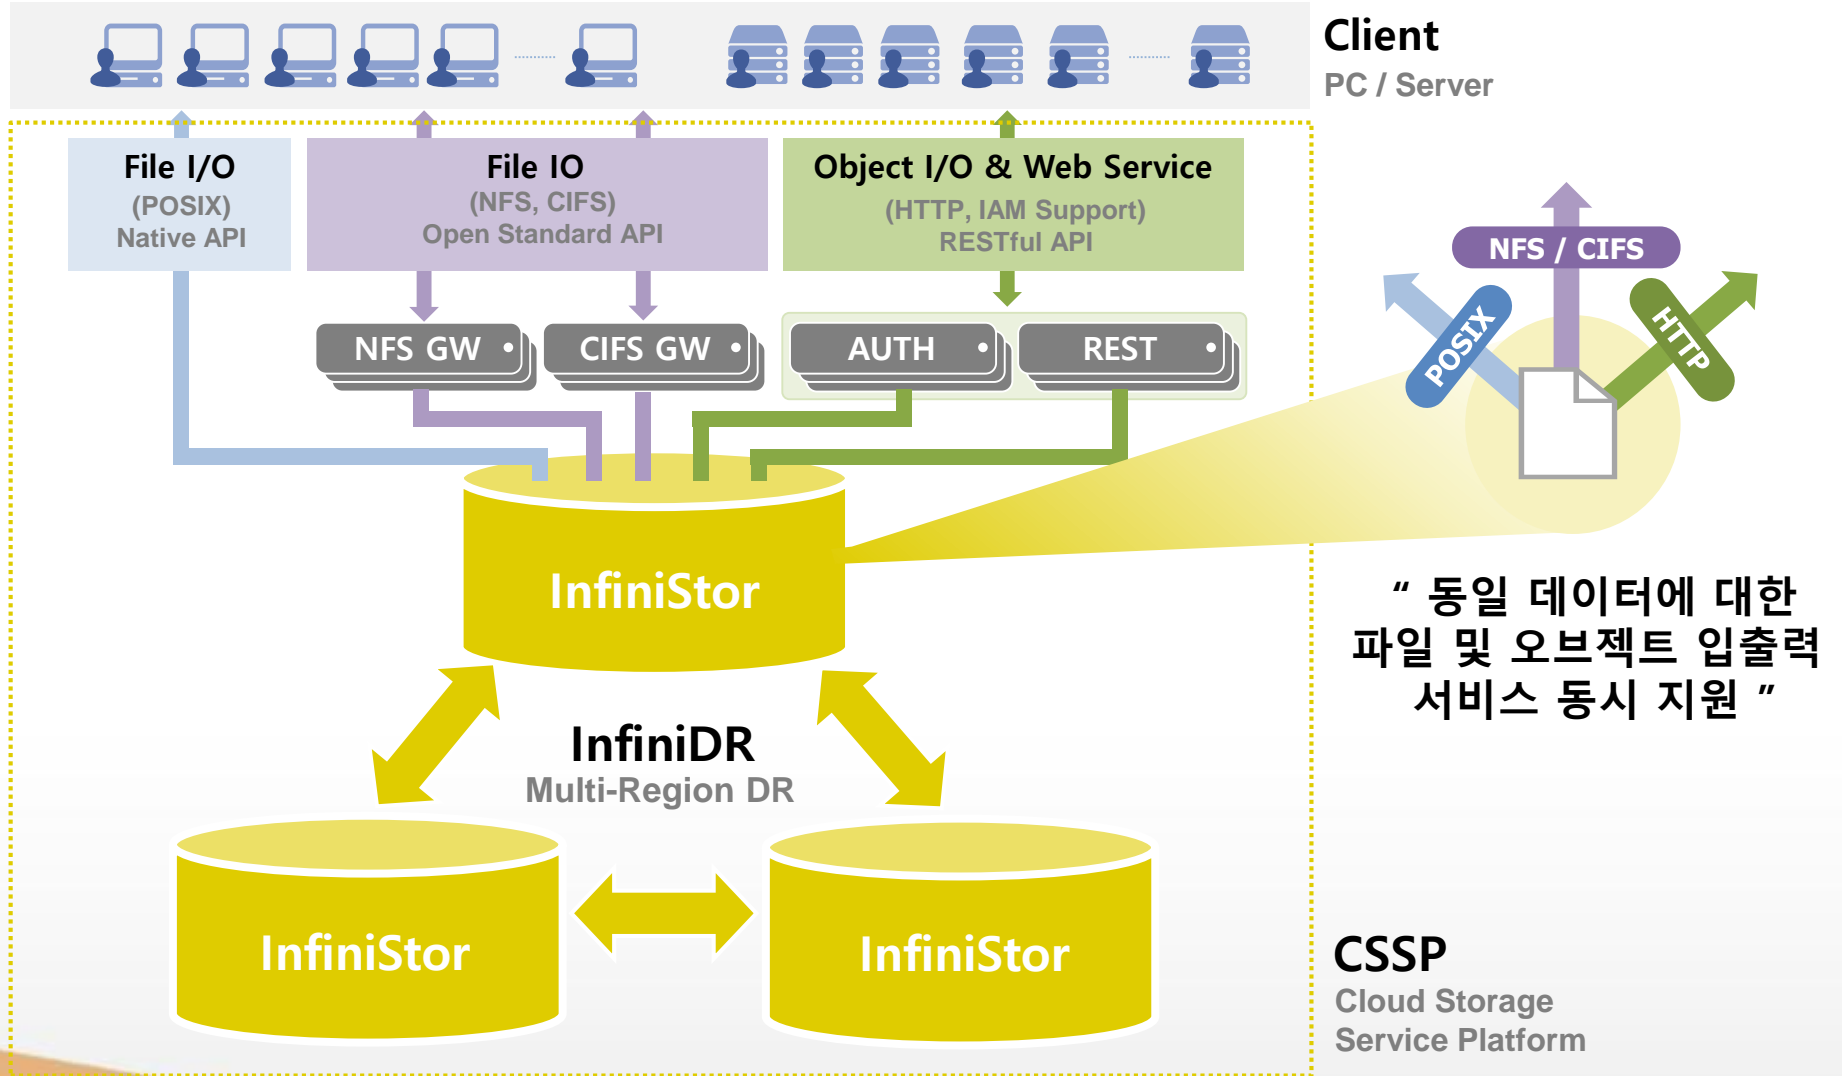 Client
PC / Server
File I/O
(POSIX)
Native API
File IO
(NFS, CIFS)
Open Standard API
Object I/O & Web Service
(HTTP, IAM Support)
RESTful API
NFS GW
CIFS GW
AUTH
REST
NFS / CIFS
POSIX
HTTP
InfiniStor
“ 동일 데이터에 대한
파일 및 오브젝트 입출력
서비스 동시 지원 ”
InfiniDR
Multi-Region DR
InfiniStor
InfiniStor
CSSP
Cloud Storage
Service Platform